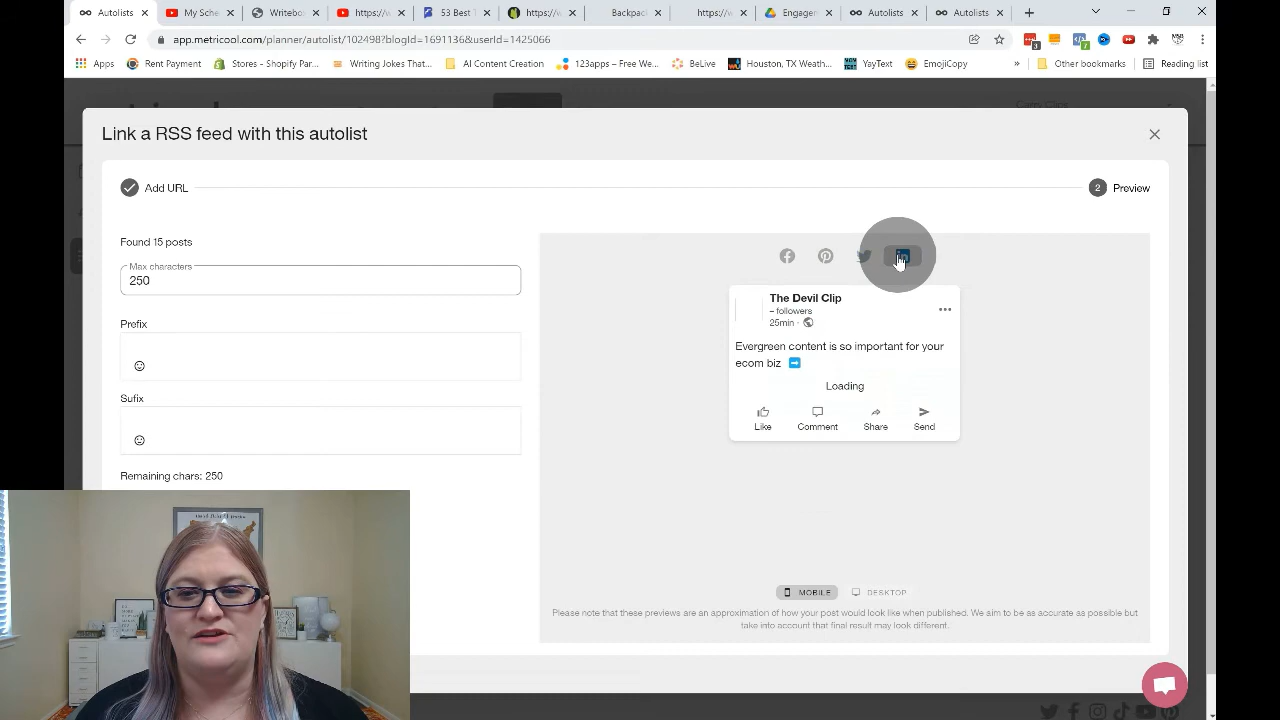 Autolists
My Sche
Writebo
https://w
53 Best
https://w
Backpac
https://w
Engagen
Autolists
Autolists
app.metricool.com/planner/autolist/102498?blogId=1691136&userId=1425066
Apps
Rent Payment
Stores - Shopify Par...
Writing jokes That...
AI Content Creation
123apps – Free We...
BeLive
Houston, TX Weath...
YayText
EmojiCopy
»
Other bookmarks
Reading list
Link a RSS feed with this autolist
Add URL
2
Preview
Found 15 posts
Max characters
250
Prefix
Sufix
Remaining chars: 250
The Devil Clip
– followers
25min ·
Evergreen content is so important for your
ecom biz ➡
Loading
Like
Comment
Share
Send
MOBILE
DESKTOP
Please note that these previews are an approximation of how your post would look like when published. We aim to be as accurate as possible but
take into account that final result may look different.